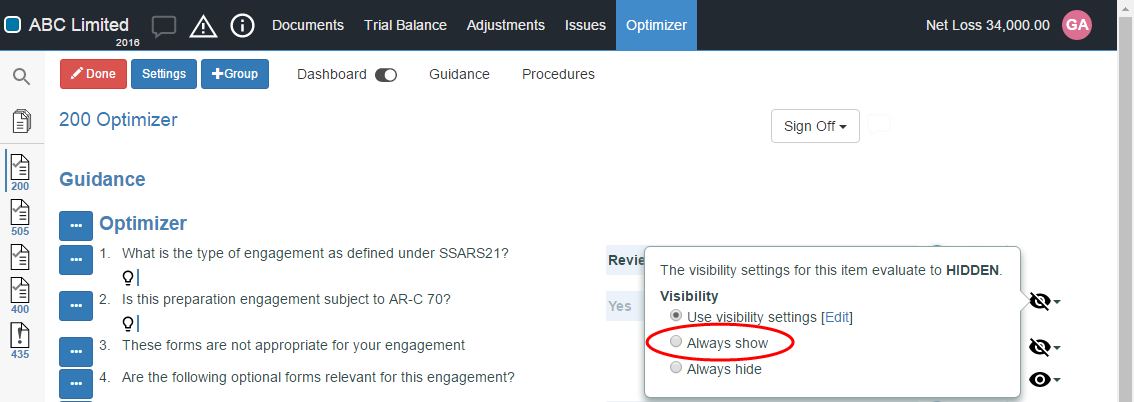 ABC Limited
2016
Documents
Trial Balance
Adjustments
Issues
Optimizer
Net Loss 34,000.00
GA
Done
Settings
+Group
Dashboard
Guidance
Procedures
200 Optimizer
Sign Off
Guidance
200
505
400
435
Optimizer
1. What is the type of engagement as defined under SSARS21?
2. Is this preparation engagement subject to AR-C 70?
Yes
3. These forms are not appropriate for your engagement
4. Are the following optional forms relevant for this engagement?
The visibility settings for this item evaluate to HIDDEN.
Visibility
Use visibility settings [Edit]
Always show
Always hide